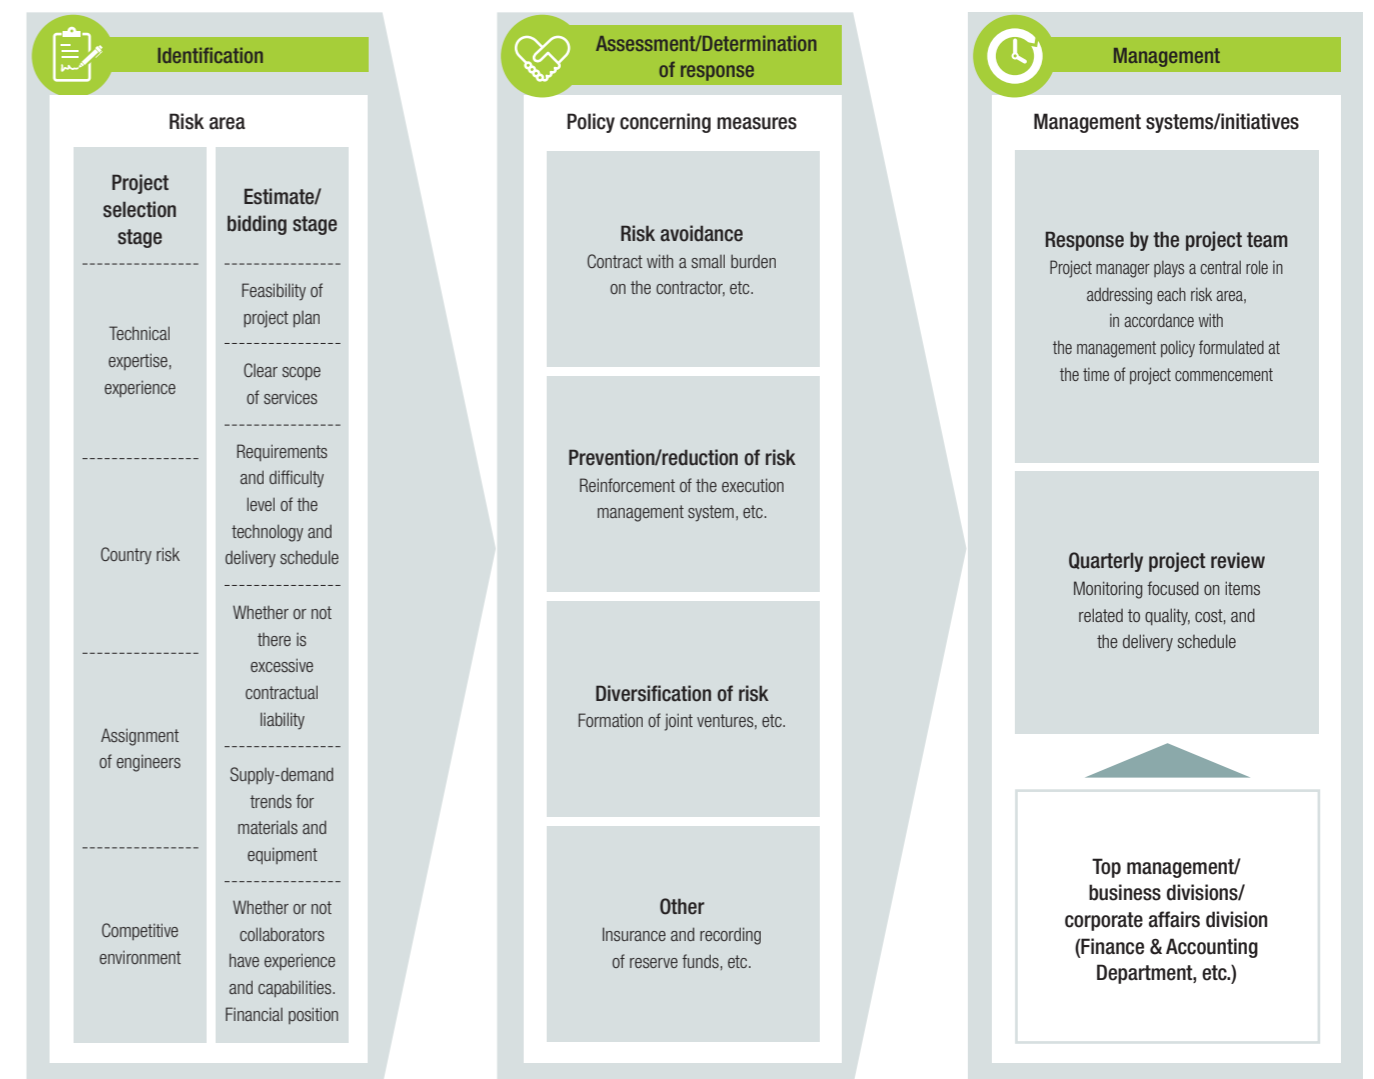 Identification
Risk area
Project
selection
stage
Technical
expertise,
experience
Country risk
Assignment
of engineers
Competitive
environment
Estimate/
bidding stage
Feasibility of
project plan
Clear scope
of services
Requirements
and difficulty
level of the
technology and
delivery schedule
Whether or not
there is
excessive
contractual
liability
Supply-demand
trends for
materials and
equipment
Whether or not
collaborators
have experience
and capabilities.
Financial position
Assessment/Determination
of response
Policy concerning measures
Risk avoidance
Contract with a small burden
on the contractor, etc.
Prevention/reduction of risk
Reinforcement of the execution
management system, etc.
Diversification of risk
Formation of joint ventures, etc.
Other
Insurance and recording
of reserve funds, etc.
Management
Management systems/initiatives
Response by the project team
Project manager plays a central role in
addressing each risk area,
in accordance with
the management policy formulated at
the time of project commencement
Quarterly project review
Monitoring focused on items
related to quality, cost, and
the delivery schedule
Top management/
business divisions/
corporate affairs division
(Finance & Accounting
Department, etc.)